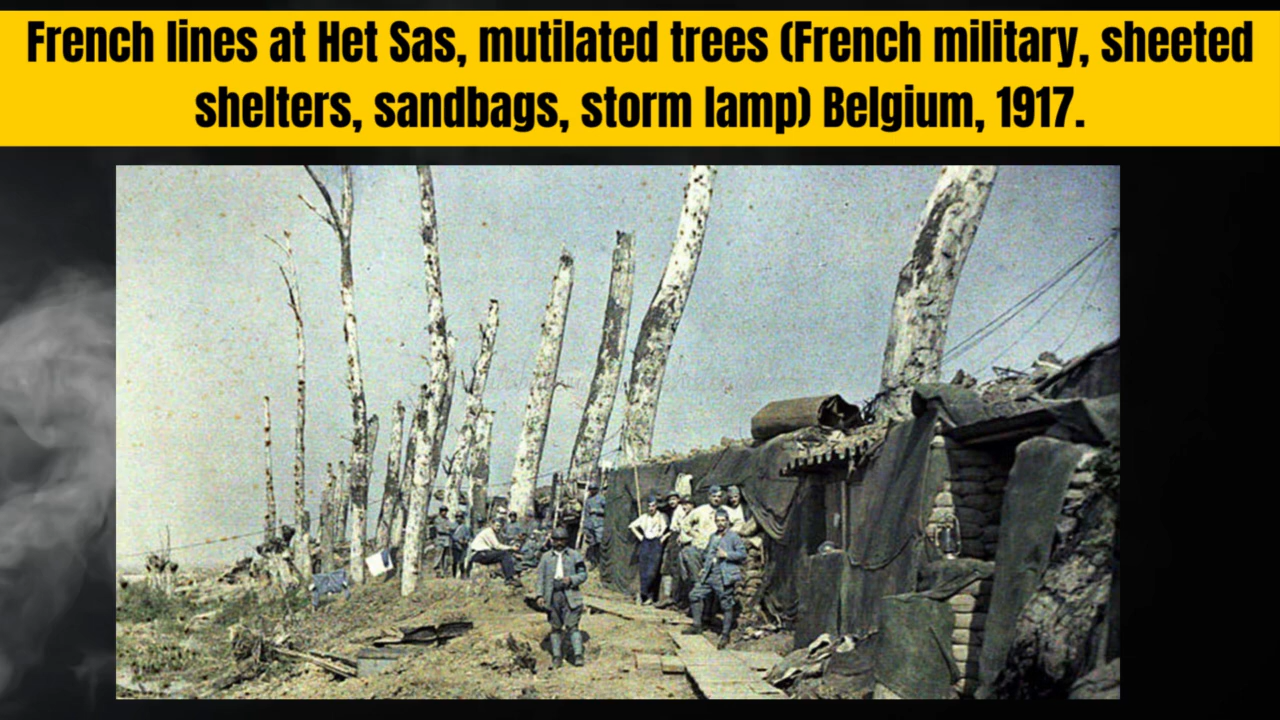 French lines at Het Sas, mutilated trees (French military, sheeted
shelters, sandbags, storm lamp) Belgium, 1917.